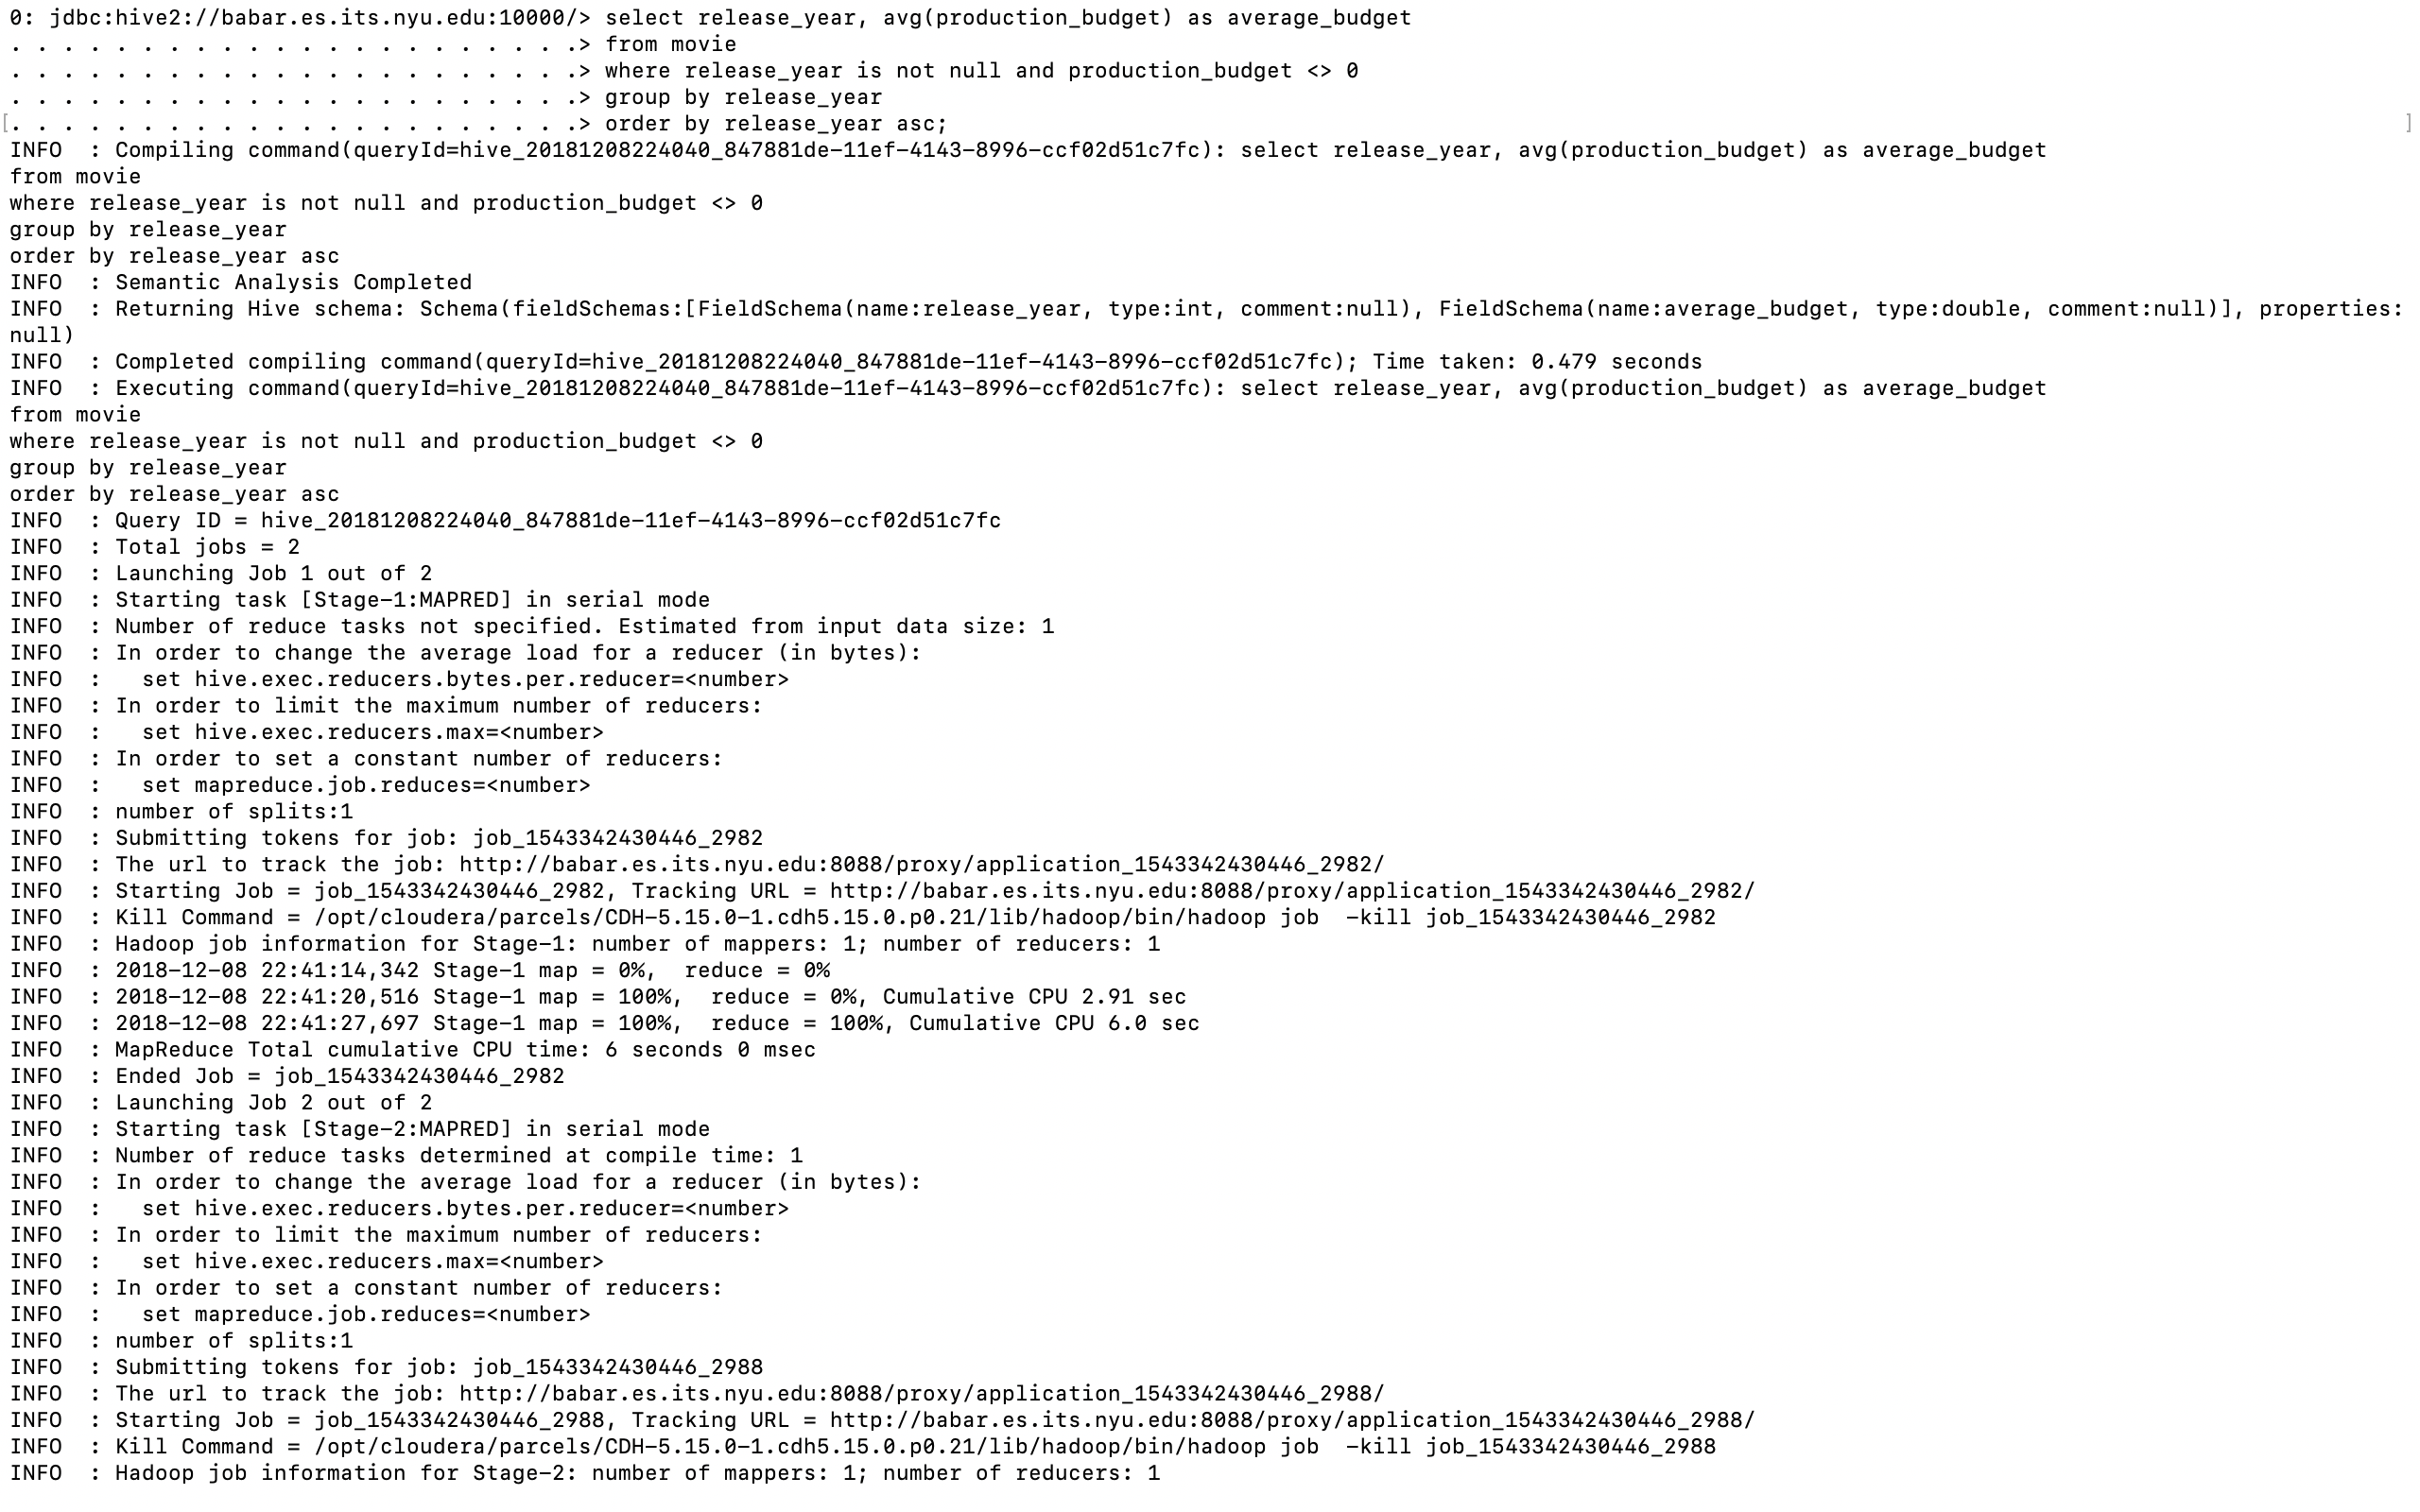 0: jdbc:hive2://babar.es.its.nyu.edu:10000/> select release_year, avg(production_budget) as average_budget
. . . . . . . . . . . . . . . . . . . . . .> from movie
. . . . . . . . . . . . . . . . . . . . . .> where release_year is not null and production_budget <> 0
. . . . . . . . . . . . . . . . . . . . . .> group by release_year
[. . . . . . . . . . . . . . . . . . . . . .> order by release_year asc; ]
INFO  : Compiling command(queryId=hive_20181208224040_847881de-11ef-4143-8996-ccf02d51c7fc): select release_year, avg(production_budget) as average_budget
from movie
where release_year is not null and production_budget <> 0
group by release_year
order by release_year asc
INFO  : Semantic Analysis Completed
INFO  : Returning Hive schema: Schema(fieldSchemas:[FieldSchema(name:release_year, type:int, comment:null), FieldSchema(name:average_budget, type:double, comment:null)], properties:
null)
INFO  : Completed compiling command(queryId=hive_20181208224040_847881de-11ef-4143-8996-ccf02d51c7fc); Time taken: 0.479 seconds
INFO  : Executing command(queryId=hive_20181208224040_847881de-11ef-4143-8996-ccf02d51c7fc): select release_year, avg(production_budget) as average_budget
from movie
where release_year is not null and production_budget <> 0
group by release_year
order by release_year asc
INFO  : Query ID = hive_20181208224040_847881de-11ef-4143-8996-ccf02d51c7fc
INFO  : Total jobs = 2
INFO  : Launching Job 1 out of 2
INFO  : Starting task [Stage-1:MAPRED] in serial mode
INFO  : Number of reduce tasks not specified. Estimated from input data size: 1
INFO  : In order to change the average load for a reducer (in bytes):
INFO  :   set hive.exec.reducers.bytes.per.reducer=<number>
INFO  : In order to limit the maximum number of reducers:
INFO  :   set hive.exec.reducers.max=<number>
INFO  : In order to set a constant number of reducers:
INFO  :   set mapreduce.job.reduces=<number>
INFO  : number of splits:1
INFO  : Submitting tokens for job: job_1543342430446_2982
INFO  : The url to track the job: http://babar.es.its.nyu.edu:8088/proxy/application_1543342430446_2982/
INFO  : Starting Job = job_1543342430446_2982, Tracking URL = http://babar.es.its.nyu.edu:8088/proxy/application_1543342430446_2982/
INFO  : Kill Command = /opt/cloudera/parcels/CDH-5.15.0-1.cdh5.15.0.p0.21/lib/hadoop/bin/hadoop job  -kill job_1543342430446_2982
INFO  : Hadoop job information for Stage-1: number of mappers: 1; number of reducers: 1
INFO  : 2018-12-08 22:41:14,342 Stage-1 map = 0%,  reduce = 0%
INFO  : 2018-12-08 22:41:20,516 Stage-1 map = 100%,  reduce = 0%, Cumulative CPU 2.91 sec
INFO  : 2018-12-08 22:41:27,697 Stage-1 map = 100%,  reduce = 100%, Cumulative CPU 6.0 sec
INFO  : MapReduce Total cumulative CPU time: 6 seconds 0 msec
INFO  : Ended Job = job_1543342430446_2982
INFO  : Launching Job 2 out of 2
INFO  : Starting task [Stage-2:MAPRED] in serial mode
INFO  : Number of reduce tasks determined at compile time: 1
INFO  : In order to change the average load for a reducer (in bytes):
INFO  :   set hive.exec.reducers.bytes.per.reducer=<number>
INFO  : In order to limit the maximum number of reducers:
INFO  :   set hive.exec.reducers.max=<number>
INFO  : In order to set a constant number of reducers:
INFO  :   set mapreduce.job.reduces=<number>
INFO  : number of splits:1
INFO  : Submitting tokens for job: job_1543342430446_2988
INFO  : The url to track the job: http://babar.es.its.nyu.edu:8088/proxy/application_1543342430446_2988/
INFO  : Starting Job = job_1543342430446_2988, Tracking URL = http://babar.es.its.nyu.edu:8088/proxy/application_1543342430446_2988/
INFO  : Kill Command = /opt/cloudera/parcels/CDH-5.15.0-1.cdh5.15.0.p0.21/lib/hadoop/bin/hadoop job  -kill job_1543342430446_2988
INFO  : Hadoop job information for Stage-2: number of mappers: 1; number of reducers: 1